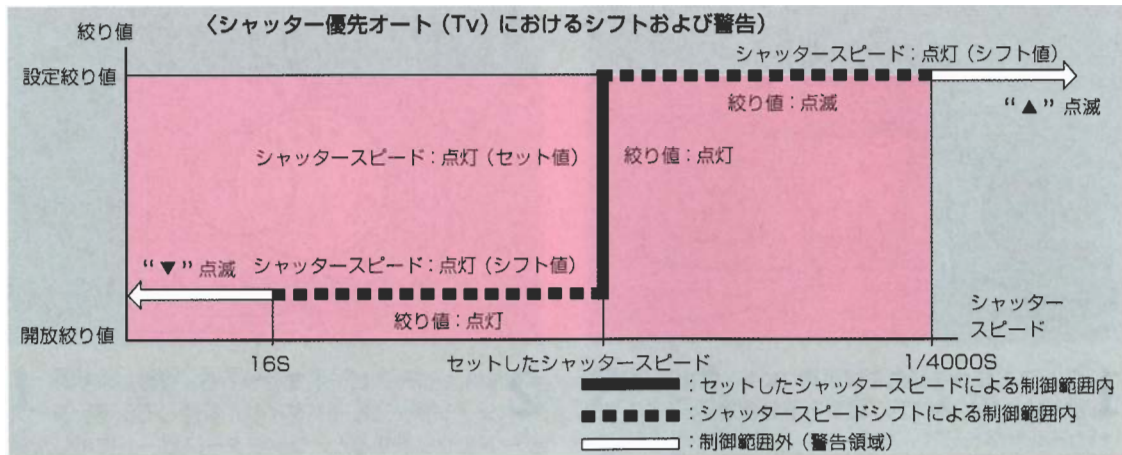 〈シャッター優先オート（Tv）におけるシフトおよび警告）
絞り値
シャッタースピード：点灯（シフト値）
設定絞り値
絞り値：点滅
“▲”点滅
シャッタースピード：点灯（セット値）
絞り値：点灯
“▼”点滅
シャッタースピード：点灯（シフト値）
絞り値：点灯
シャッター
スピード
開放絞り値
16S
セットしたシャッタースピード
1/4000S
：セットしたシャッタースピードによる制御範囲内
：シャッタースピードシフトによる制御範囲内
：制御範囲外（警告領域）